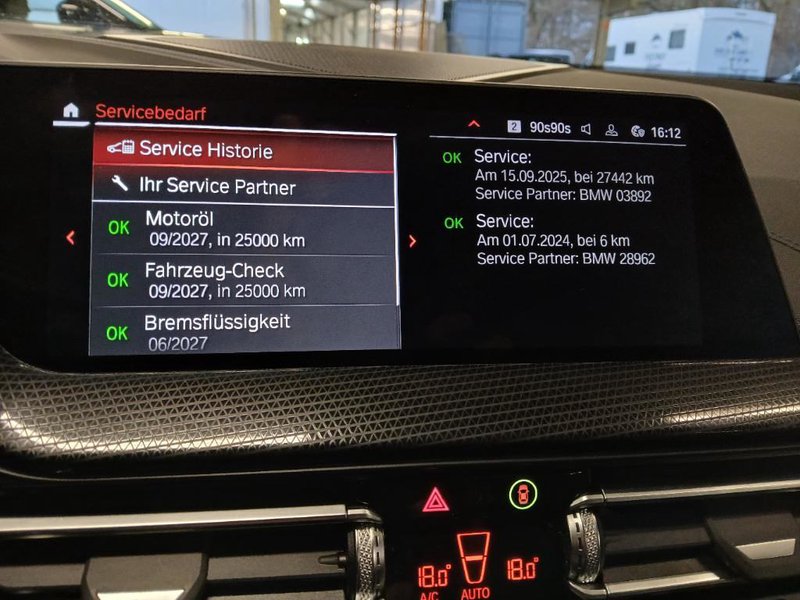 Servicebedarf
2 90s90s 16:12
Service Historie
Ihr Service Partner
OK Motoröl
09/2027, in 25000 km
OK Fahrzeug-Check
09/2027, in 25000 km
OK Bremsflüssigkeit
06/2027
OK Service:
Am 15.09.2025, bei 27442 km
Service Partner: BMW 03892
OK Service:
Am 01.07.2024, bei 6 km
Service Partner: BMW 28962
18.0° 18.0°
A/C AUTO